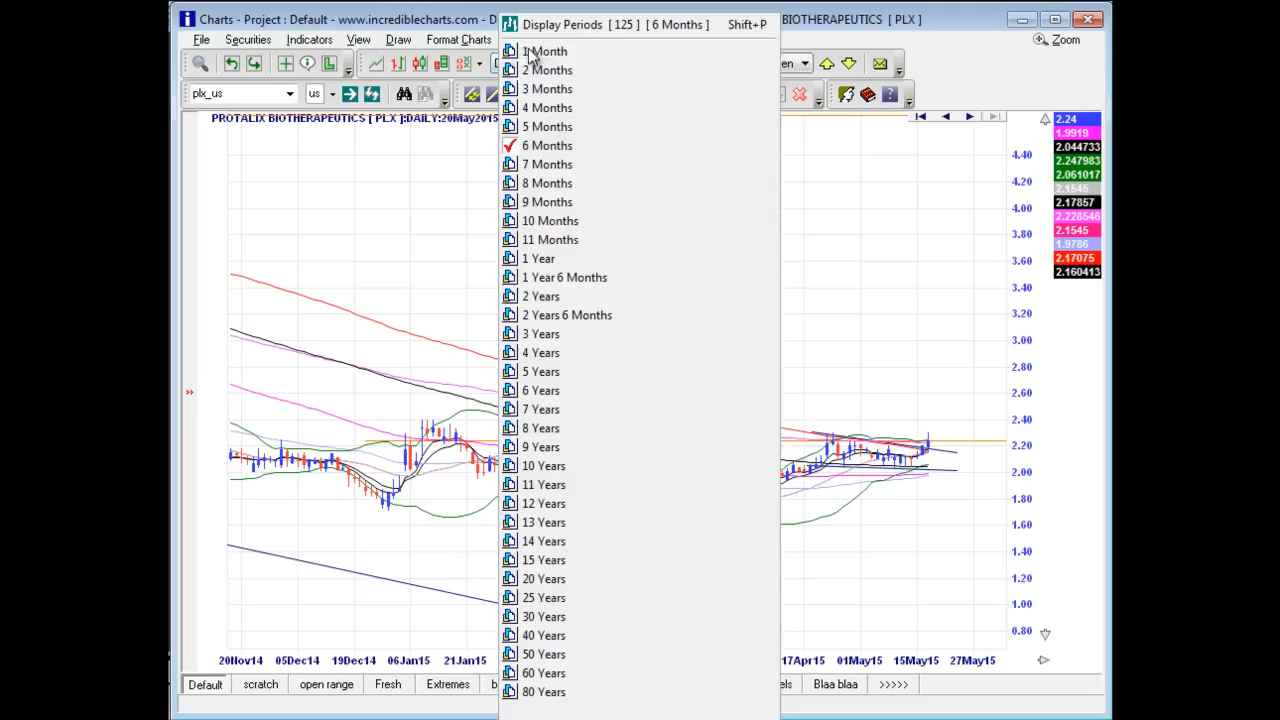 Charts - Project : Default - www.incrediblecharts.com - D
BIOTHERAPEUTICS [ PLX ]
File Securities Indicators View Draw Format Charts
Zoom
en
plx_us
us
PROTALIX BIOTHERAPEUTICS [ PLX ]:DAILY:20May2015
Display Periods [ 125 ] [ 6 Months ] Shift+P
1 Month
2 Months
3 Months
4 Months
5 Months
6 Months
7 Months
8 Months
9 Months
10 Months
11 Months
1 Year
1 Year 6 Months
2 Years
2 Years 6 Months
3 Years
4 Years
5 Years
6 Years
7 Years
8 Years
9 Years
10 Years
11 Years
12 Years
13 Years
14 Years
15 Years
20 Years
25 Years
30 Years
40 Years
50 Years
60 Years
80 Years
4.40
4.20
4.00
3.80
3.60
3.40
3.20
3.00
2.80
2.60
2.40
2.20
2.00
1.80
1.60
1.40
1.20
1.00
0.80
2.24
1.9919
2.044733
2.247983
2.061017
2.1545
2.17857
2.228546
2.1545
1.9786
2.17075
2.160413
20Nov14 05Dec14 19Dec14 06Jan15 21Jan15 17Apr15 01May15 15May15 27May15
Default scratch open range Fresh Extremes b els Blaa blaa >>>>>